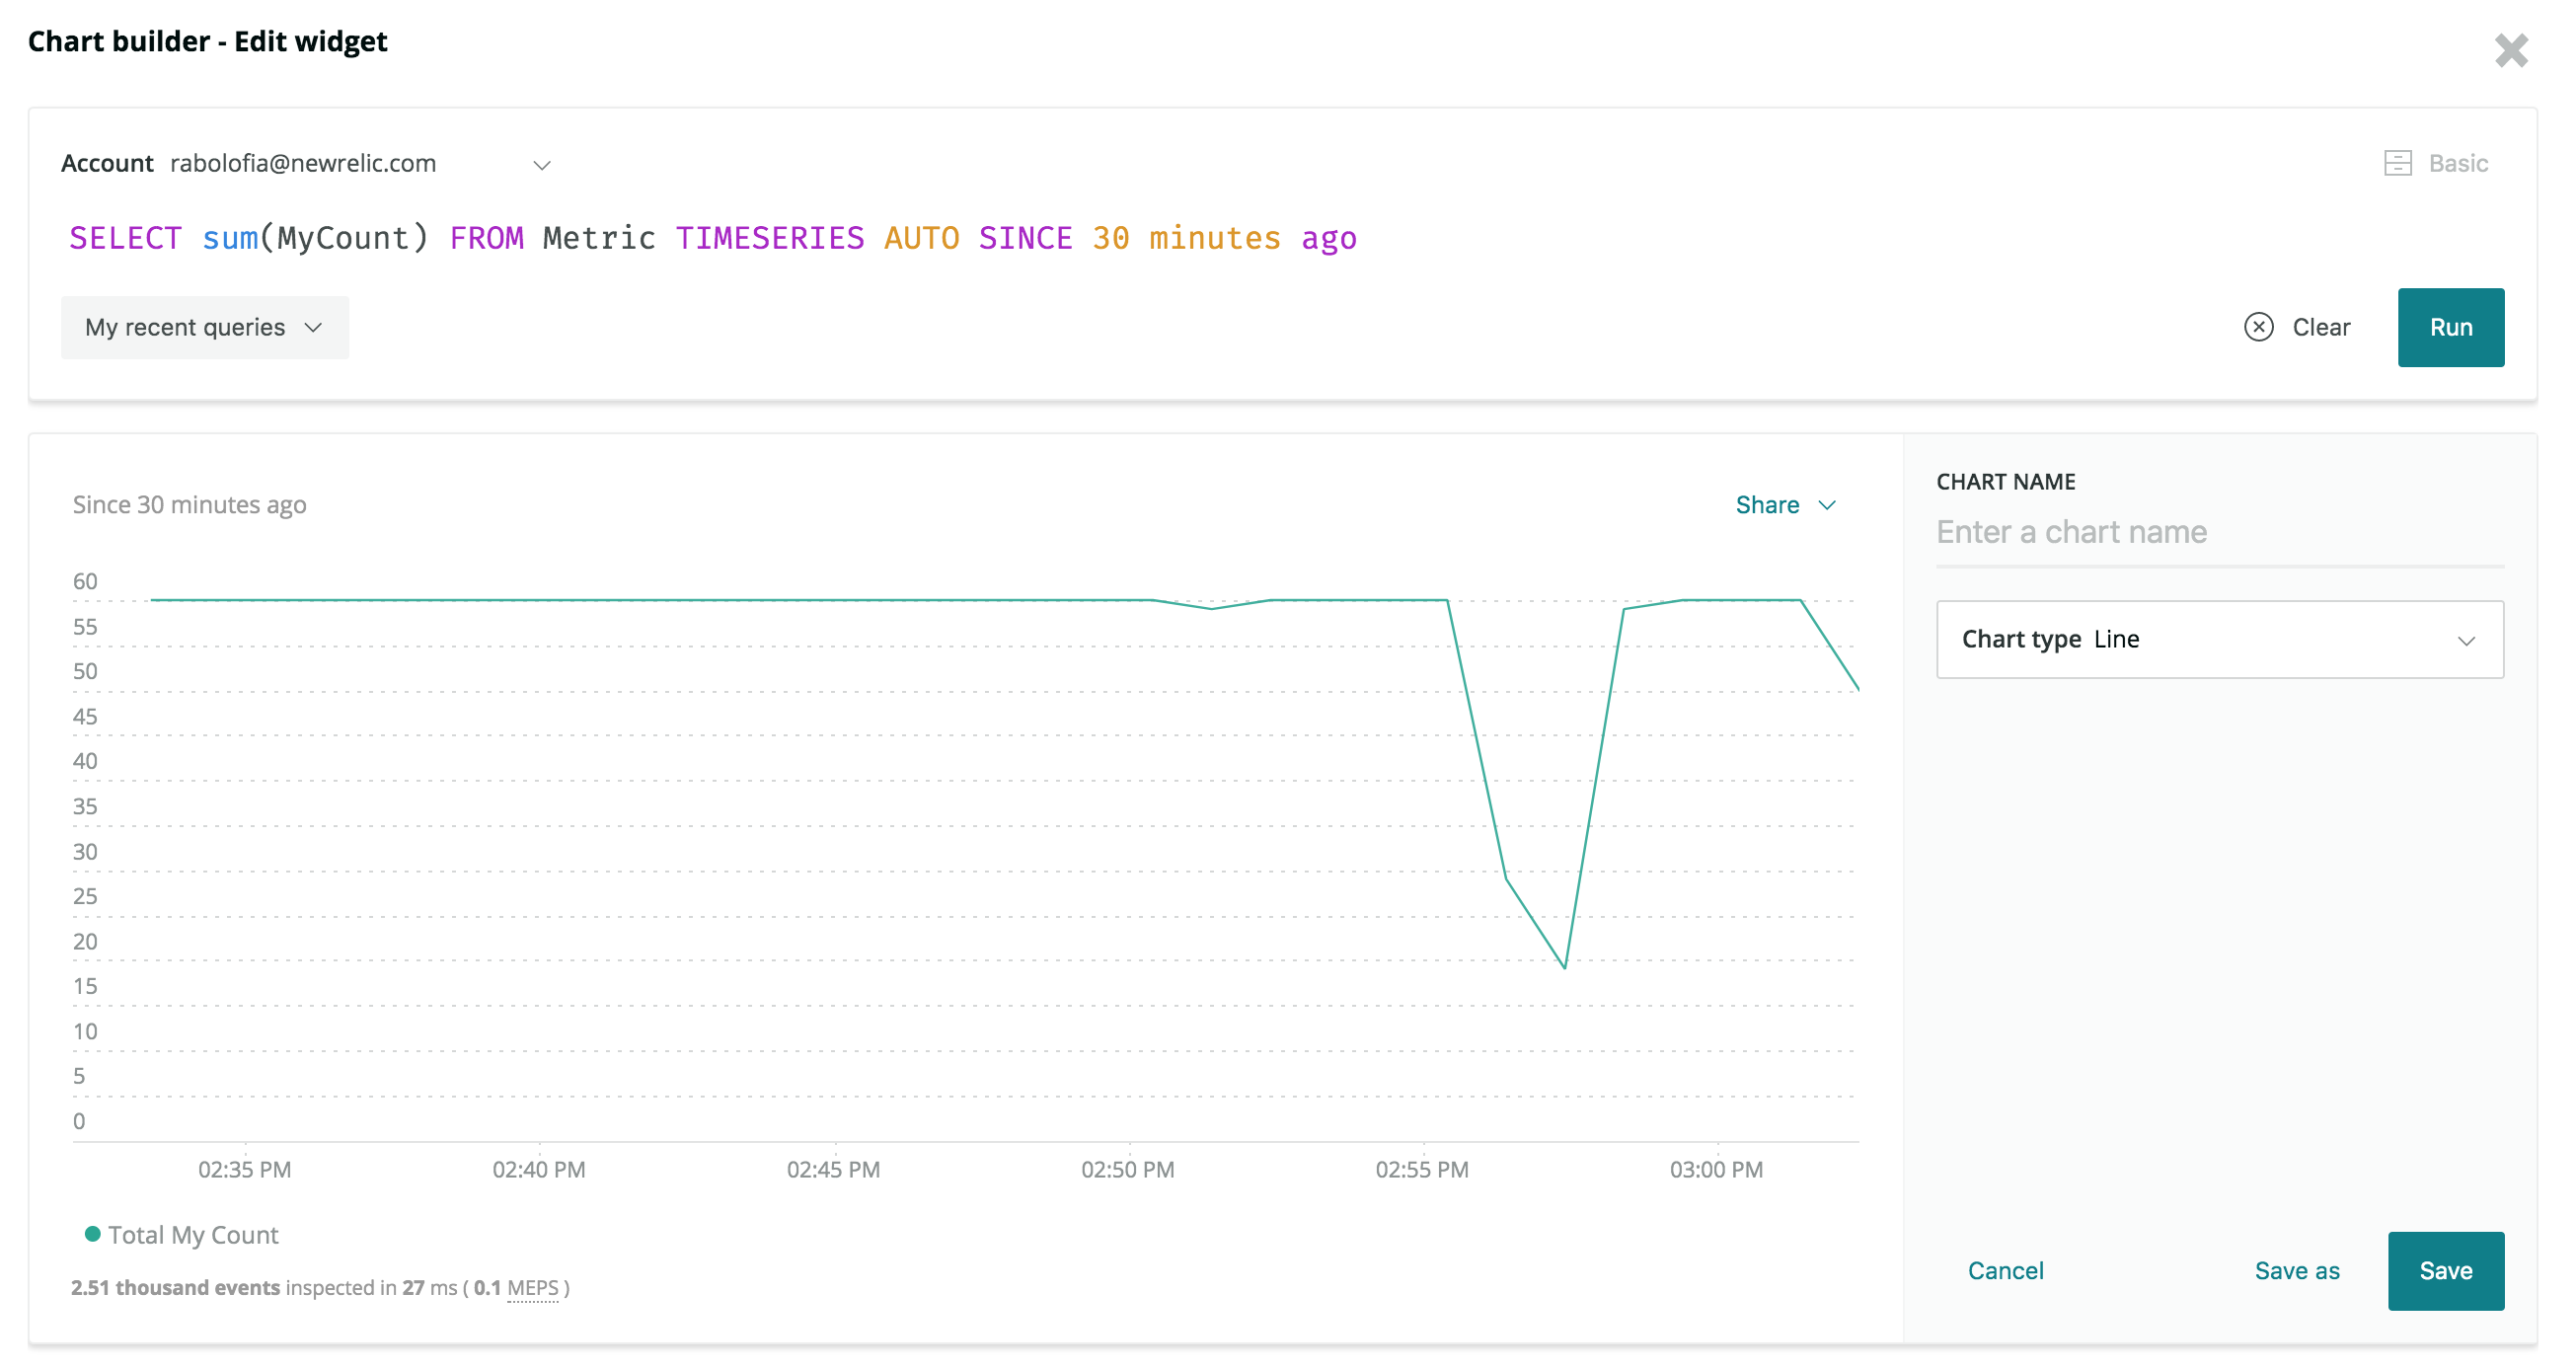 Chart builder - Edit widget
Account rabolofia@newrelic.com
Basic
SELECT sum(MyCount) FROM Metric TIMESERIES AUTO SINCE 30 minutes ago
My recent queries
Clear
Run
Since 30 minutes ago
Share
60
55
50
45
40
35
30
25
20
15
10
5
0
02:35 PM 02:40 PM 02:45 PM 02:50 PM 02:55 PM 03:00 PM
Total My Count
2.51 thousand events inspected in 27 ms ( 0.1 MEPS )
CHART NAME
Enter a chart name
Chart type Line
Cancel
Save as
Save